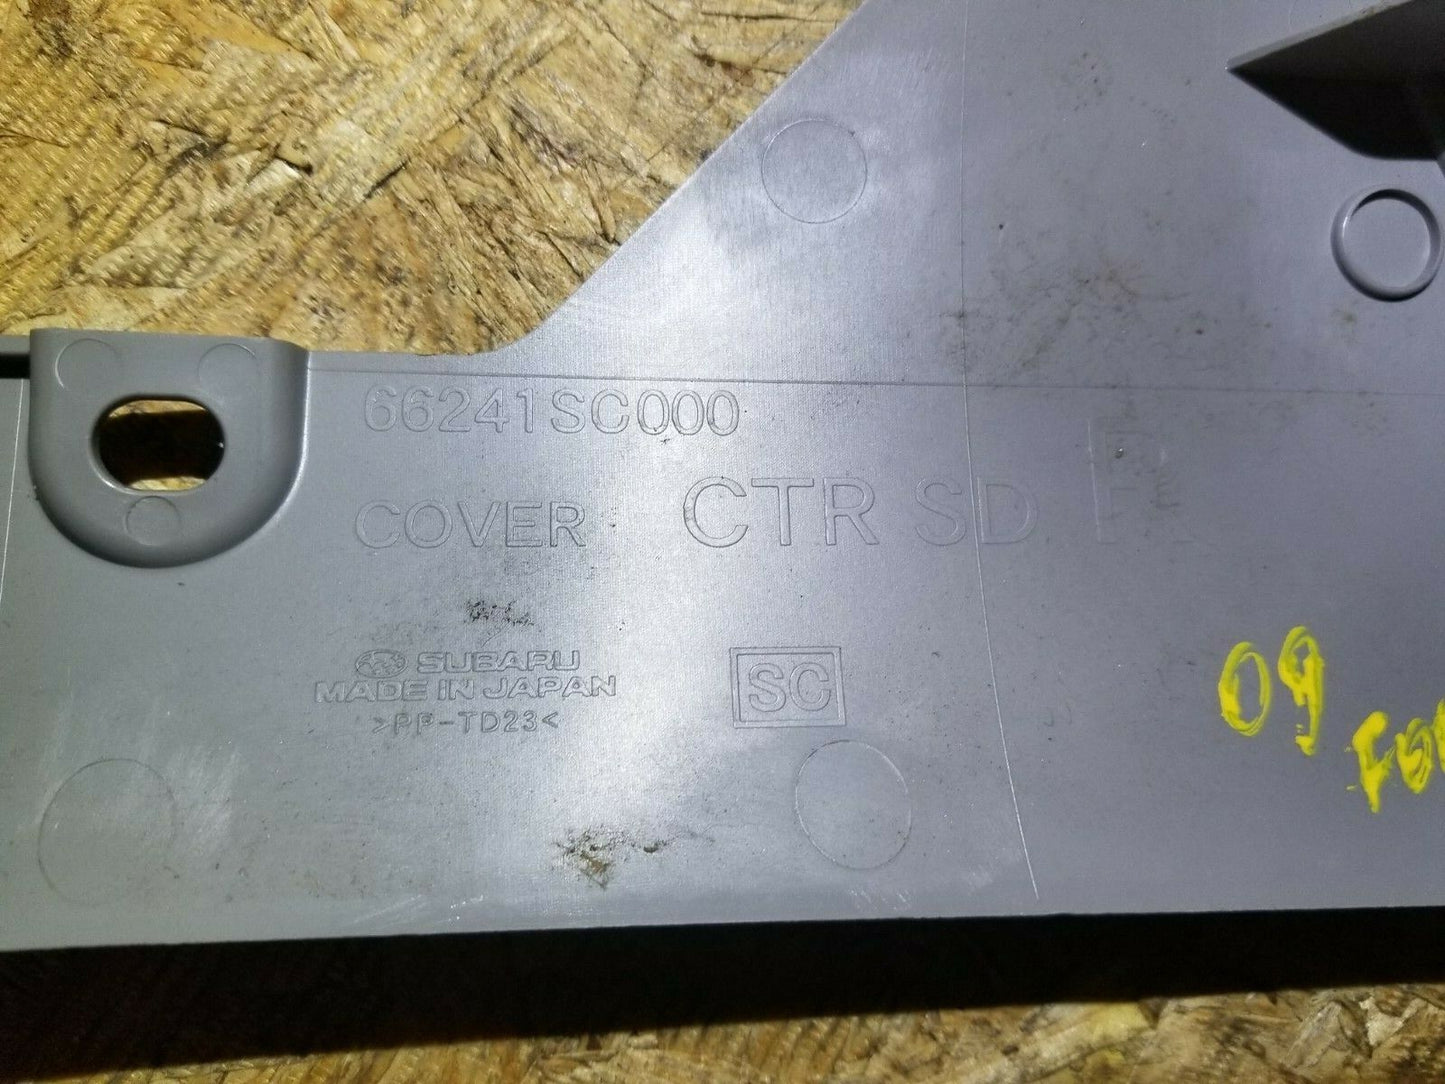 66241SC000
COVER CTR SD
SUBARU
MADE IN JAPAN
>PP-TD23<
SC
09